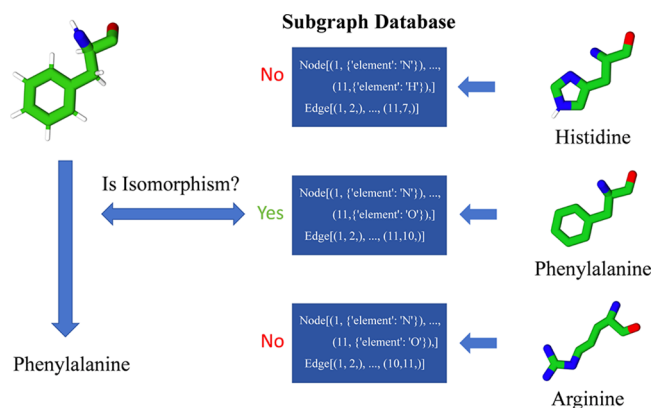 Subgraph Database
No
Node[(1, {'element': 'N'}), ...,
(11,{'element': 'H'}),]
Edge[(1, 2,), ..., (11,7,)]
Histidine
Is Isomorphism?
Yes
Node[(1, {'element': 'N'}), ...,
(11,{'element': 'O'}),]
Edge[(1, 2,), ..., (11,10,)]
Phenylalanine
No
Node[(1, {'element': 'N'}), ...,
(11, {'element': 'O'}),]
Edge[(1, 2,), ..., (10,11,)]
Phenylalanine
Arginine